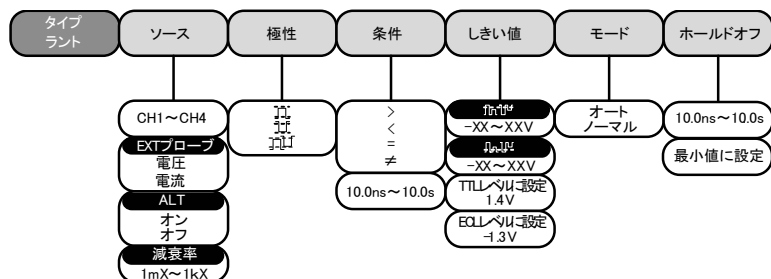 タイプ
ラント
ソース
極性
条件
しきい値
モード
ホールドオフ
CH1～CH4
EXTプローブ
電圧
電流
ALT
オン
オフ
減衰率
1mX～1kX
>
<
=
≠
10.0ns～10.0s
-XX～XXV
-XX～XXV
TTLレベルに設定
1.4V
ECLレベルに設定
-1.3V
オート
ノーマル
10.0ns～10.0s
最小値に設定